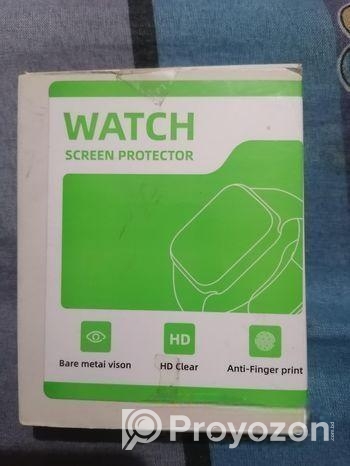 WATCH
SCREEN PROTECTOR
HD
Bare metai vison
HD Clear
Anti-Finger print
Proyozon